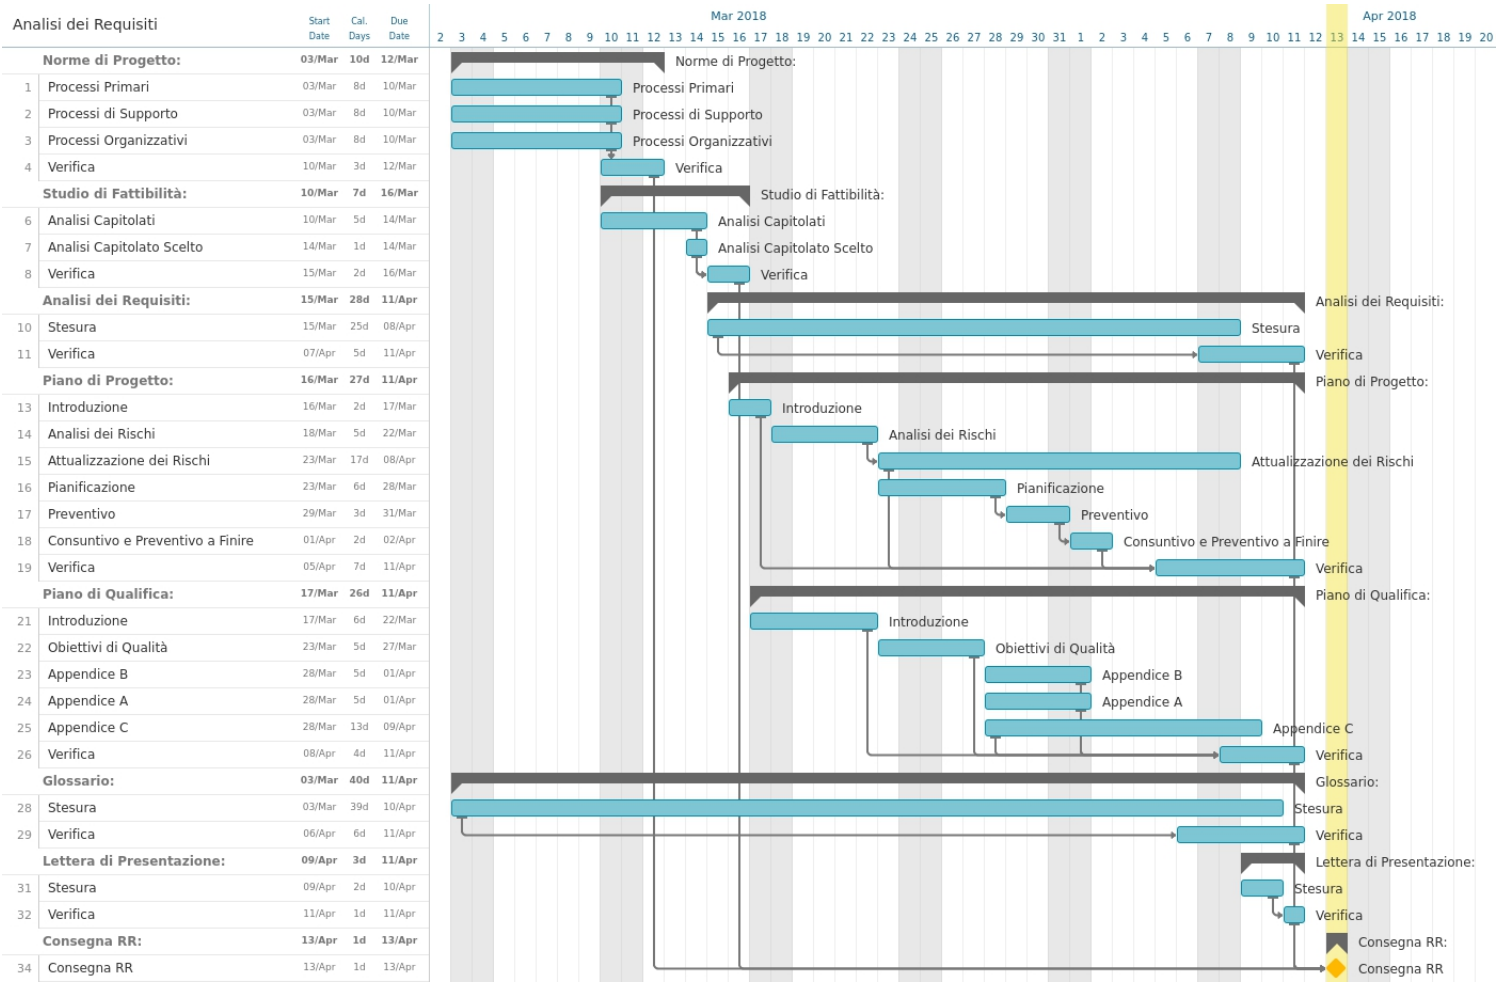 Analisi dei Requisiti Start Date Cal. Days Due Date Mar 2018 Apr 2018
2 3 4 5 6 7 8 9 10 11 12 13 14 15 16 17 18 19 20 21 22 23 24 25 26 27 28 29 30 31 1 2 3 4 5 6 7 8 9 10 11 12 13 14 15 16 17 18 19 20
Norme di Progetto: 03/Mar 10d 12/Mar Norme di Progetto:
1 Processi Primari 03/Mar 8d 10/Mar Processi Primari
2 Processi di Supporto 03/Mar 8d 10/Mar Processi di Supporto
3 Processi Organizzativi 03/Mar 8d 10/Mar Processi Organizzativi
4 Verifica 10/Mar 3d 12/Mar Verifica
Studio di Fattibilità: 10/Mar 7d 16/Mar Studio di Fattibilità:
6 Analisi Capitolati 10/Mar 5d 14/Mar Analisi Capitolati
7 Analisi Capitolato Scelto 14/Mar 1d 14/Mar Analisi Capitolato Scelto
8 Verifica 15/Mar 2d 16/Mar Verifica
Analisi dei Requisiti: 15/Mar 28d 11/Apr Analisi dei Requisiti:
10 Stesura 15/Mar 25d 08/Apr Stesura
11 Verifica 07/Apr 5d 11/Apr Verifica
Piano di Progetto: 16/Mar 27d 11/Apr Piano di Progetto:
13 Introduzione 16/Mar 2d 17/Mar Introduzione
14 Analisi dei Rischi 18/Mar 5d 22/Mar Analisi dei Rischi
15 Attualizzazione dei Rischi 23/Mar 17d 08/Apr Attualizzazione dei Rischi
16 Pianificazione 23/Mar 6d 28/Mar Pianificazione
17 Preventivo 29/Mar 3d 31/Mar Preventivo
18 Consuntivo e Preventivo a Finire 01/Apr 2d 02/Apr Consuntivo e Preventivo a Finire
19 Verifica 05/Apr 7d 11/Apr Verifica
Piano di Qualifica: 17/Mar 26d 11/Apr Piano di Qualifica:
21 Introduzione 17/Mar 6d 22/Mar Introduzione
22 Obiettivi di Qualità 23/Mar 5d 27/Mar Obiettivi di Qualità
23 Appendice B 28/Mar 5d 01/Apr Appendice B
24 Appendice A 28/Mar 5d 01/Apr Appendice A
25 Appendice C 28/Mar 13d 09/Apr Appendice C
26 Verifica 08/Apr 4d 11/Apr Verifica
Glossario: 03/Mar 40d 11/Apr Glossario:
28 Stesura 03/Mar 39d 10/Apr Stesura
29 Verifica 06/Apr 6d 11/Apr Verifica
Lettera di Presentazione: 09/Apr 3d 11/Apr Lettera di Presentazione:
31 Stesura 09/Apr 2d 10/Apr Stesura
32 Verifica 11/Apr 1d 11/Apr Verifica
Consegna RR: 13/Apr 1d 13/Apr Consegna RR:
34 Consegna RR 13/Apr 1d 13/Apr Consegna RR